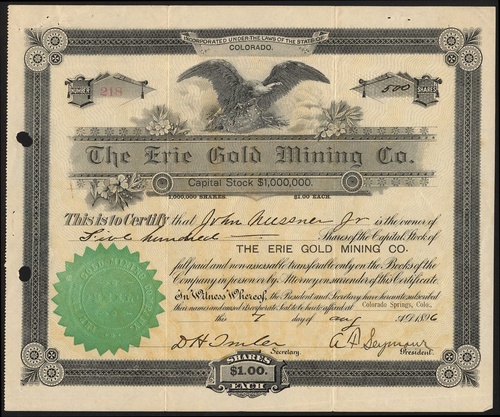 INCORPORATED UNDER THE LAWS OF THE STATE OF
COLORADO.
NUMBER 218
500 SHARES
The Erie Gold Mining Co.
Capital Stock $1,000,000.
1,000,000 SHARES. $1.00 EACH.
This is to Certify that John Neussner Jr is the owner of
Five hundred Shares of the Capital Stock of
THE ERIE GOLD MINING CO.
full paid and non-assessable transferable only on the Books of the
Company in person or by Attorney on surrender of this Certificate.
In Witness Whereof, the President and Secretary have hereunto subscribed
their names and caused the corporate Seal to be hereto affixed at Colorado Springs, Colo.,
this 7 day of Aug A.D. 1896
Secretary. A F Seymour President.
SHARES
$1.00.
EACH